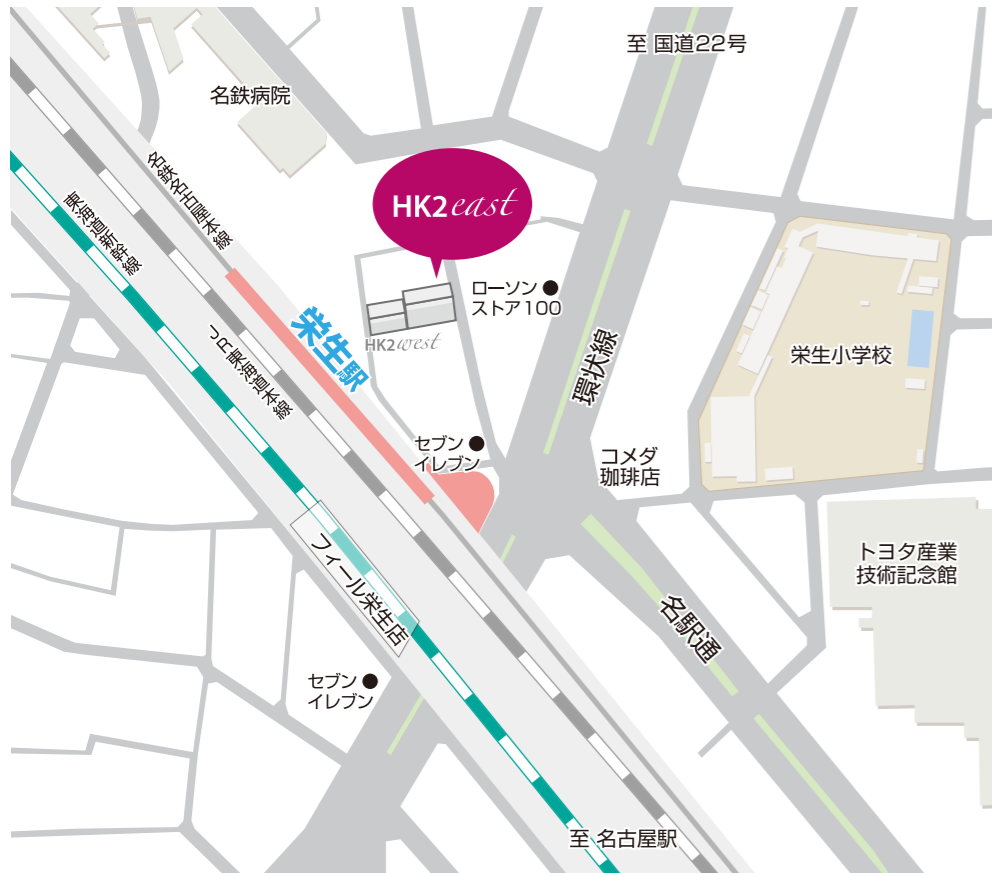 至 国道22号
名鉄病院
名鉄名古屋本線
東海道新幹線
HK2 east
ローソン
ストア100
HK2 west
栄生駅
JR東海道本線
環状線
栄生小学校
セブン
イレブン
コメダ
珈琲店
トヨタ産業
技術記念館
フィール栄生店
名駅通
セブン
イレブン
至 名古屋駅